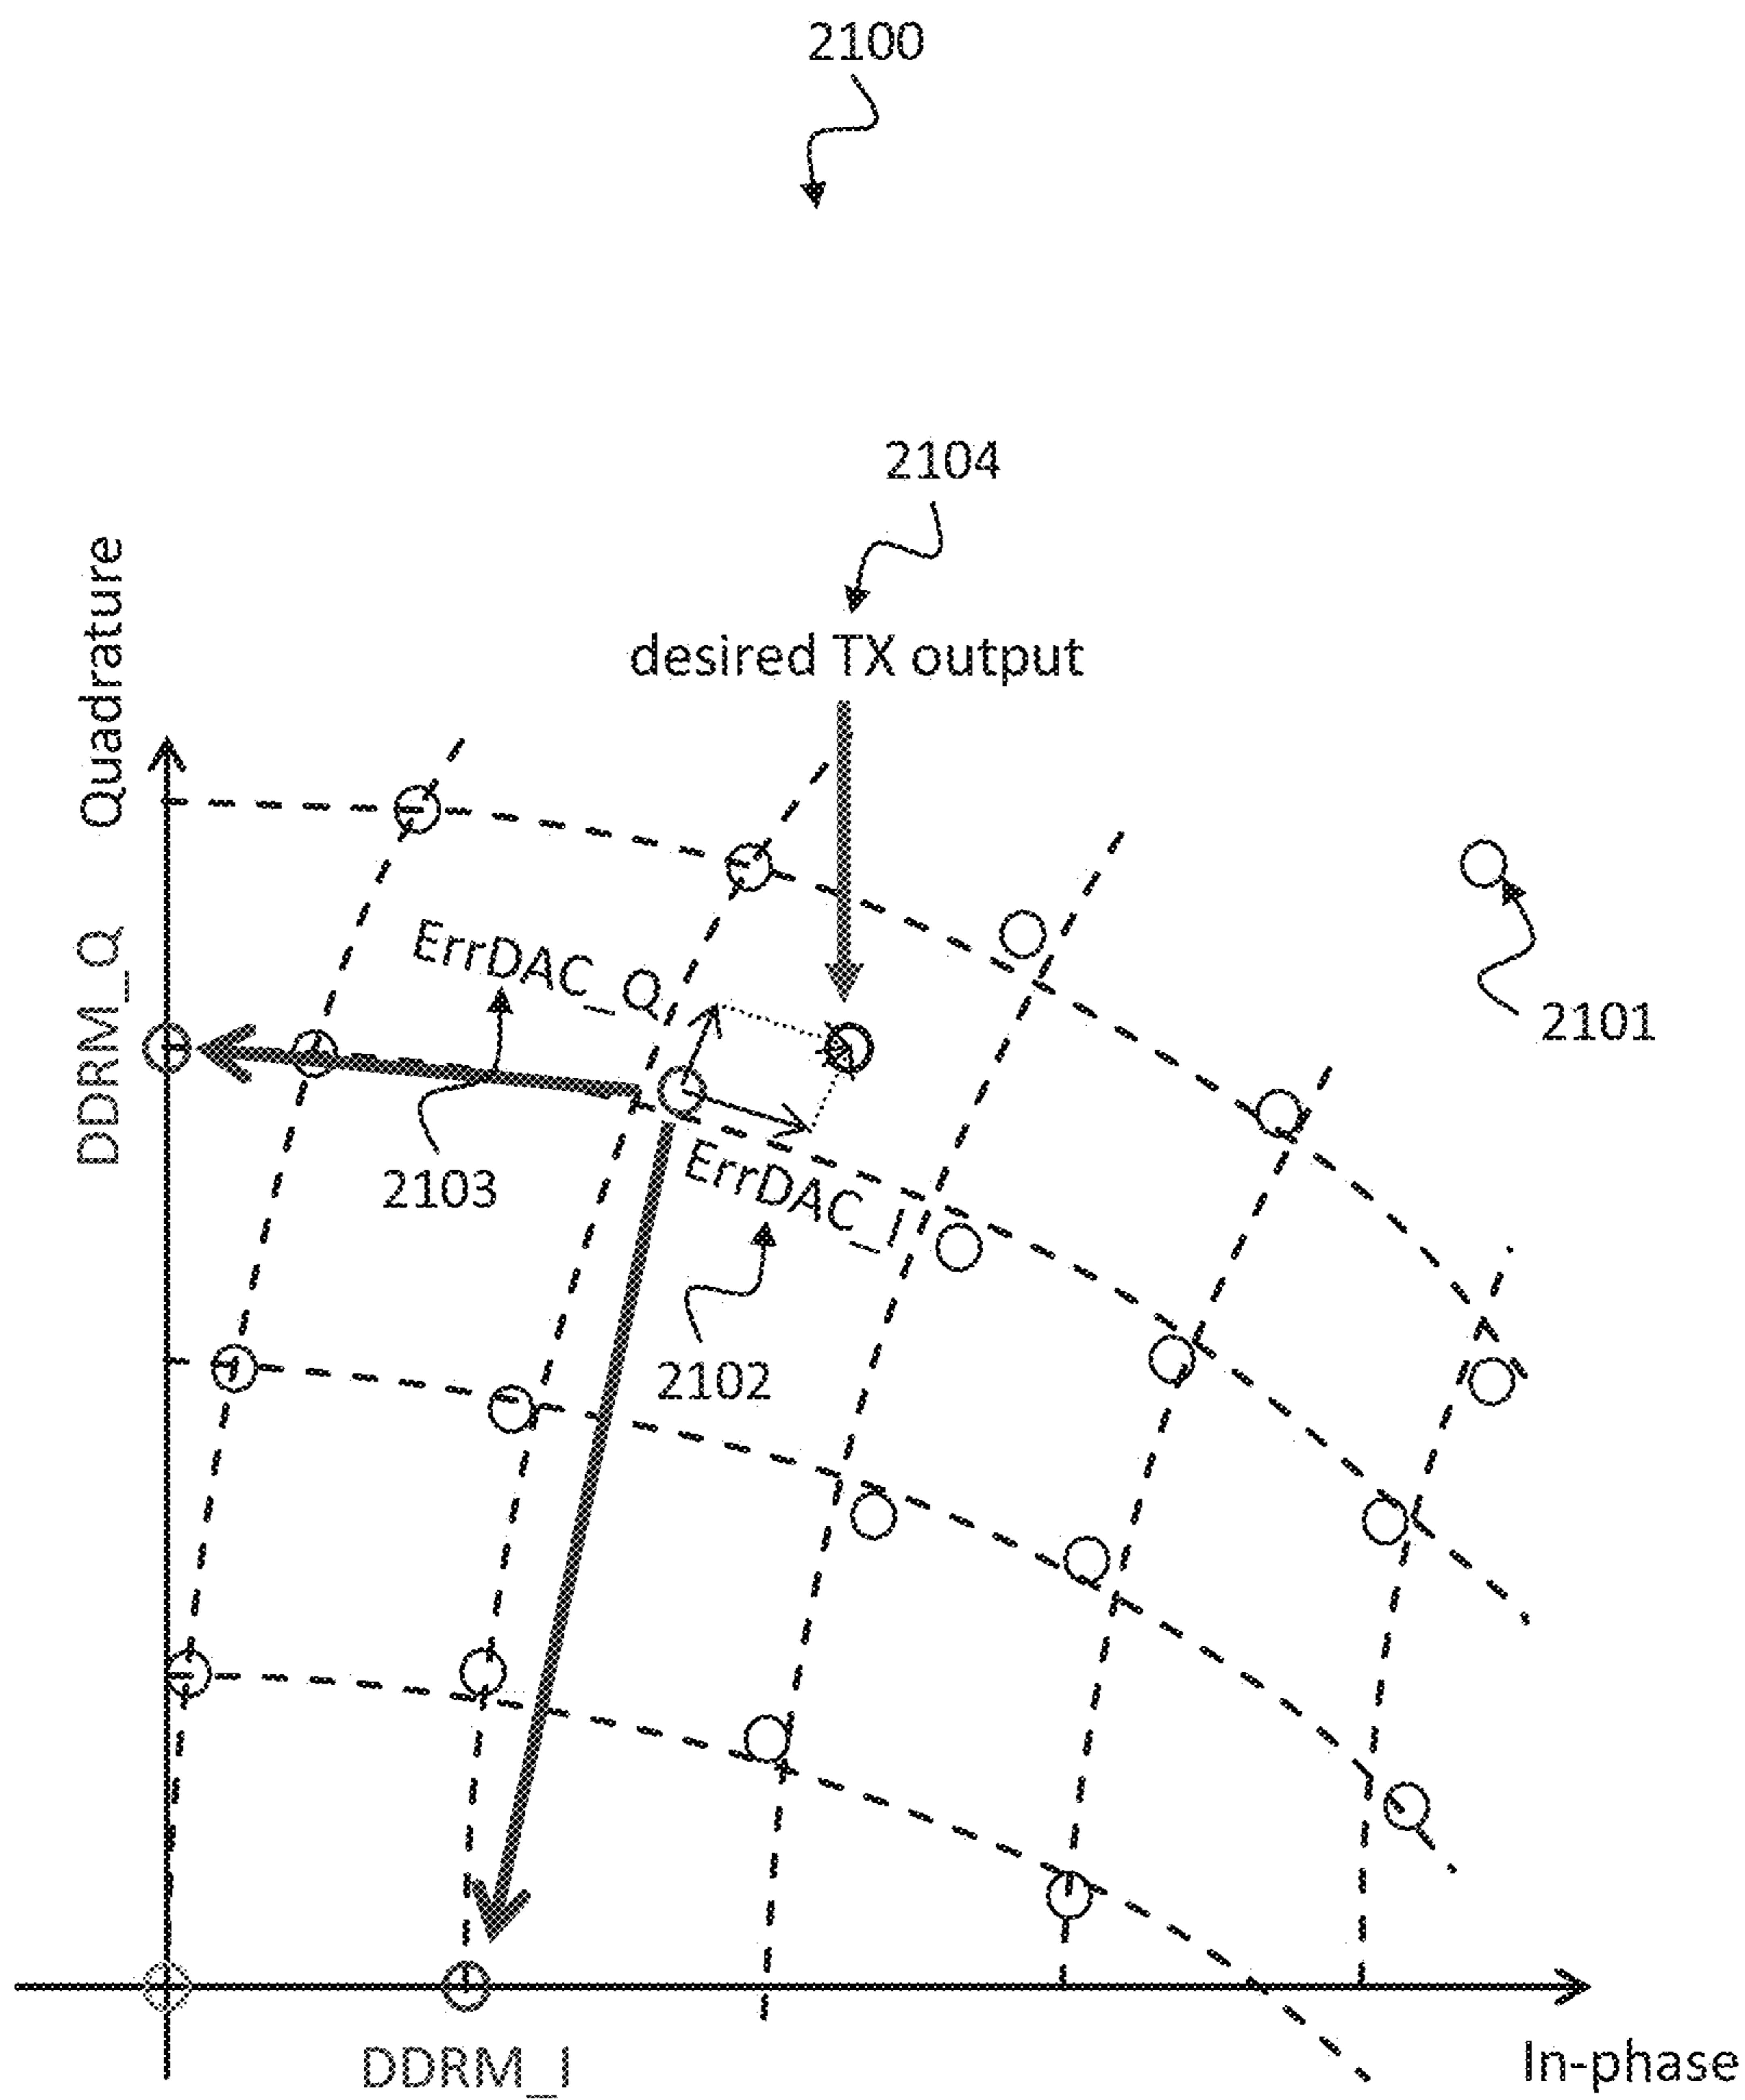 2100
2104
Quadrature
desired TX output
ErrDAC_Q
DDRM_Q
2101
2103
ErrDAC_I
2102
DDRM_I
In-phase